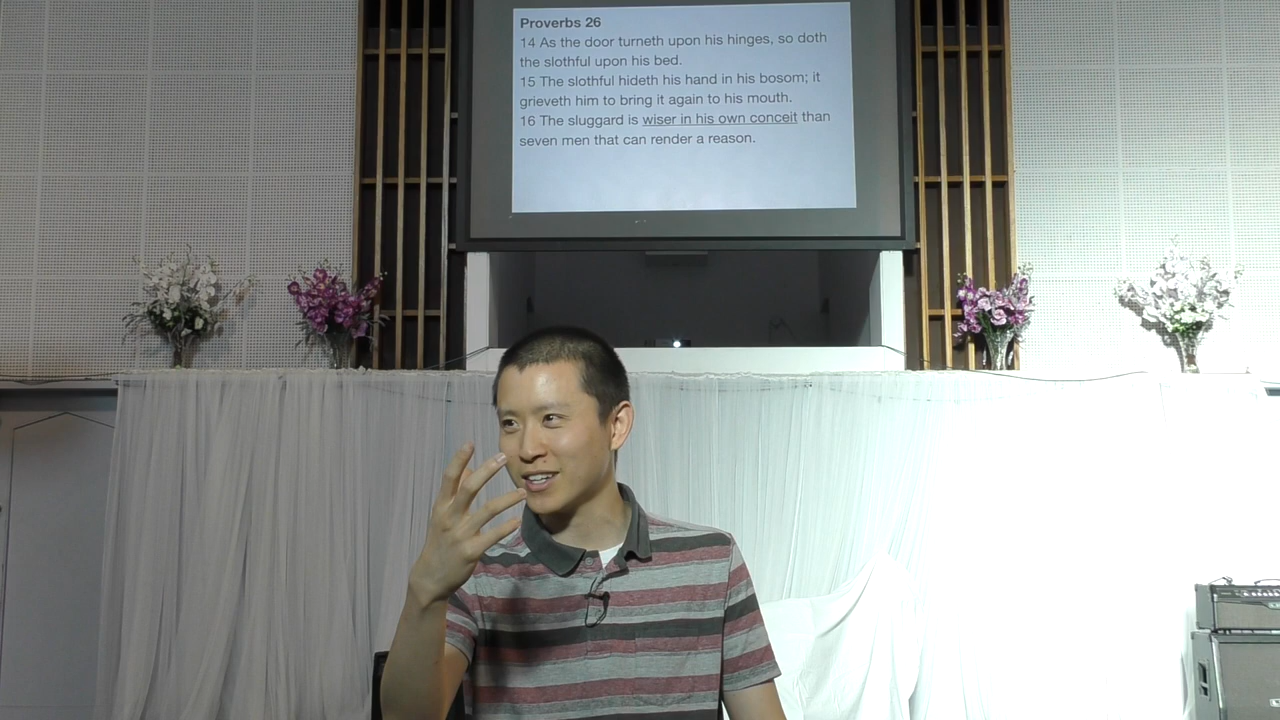 Proverbs 26
14 As the door turneth upon his hinges, so doth
the slothful upon his bed.
15 The slothful hideth his hand in his bosom; it
grieveth him to bring it again to his mouth.
16 The sluggard is wiser in his own conceit than
seven men that can render a reason.